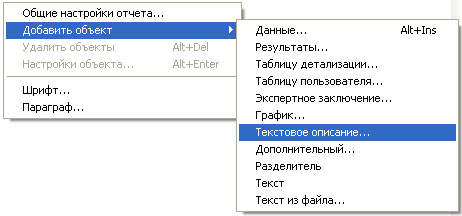 Общие настройки отчета...
Добавить объект
Удалить объекты Alt+Del
Настройки объекта... Alt+Enter
Шрифт...
Параграф...
Данные... Alt+Ins
Результаты...
Таблицу детализации...
Таблицу пользователя...
Экспертное заключение...
График...
Текстовое описание...
Дополнительный...
Разделитель
Текст
Текст из файла...